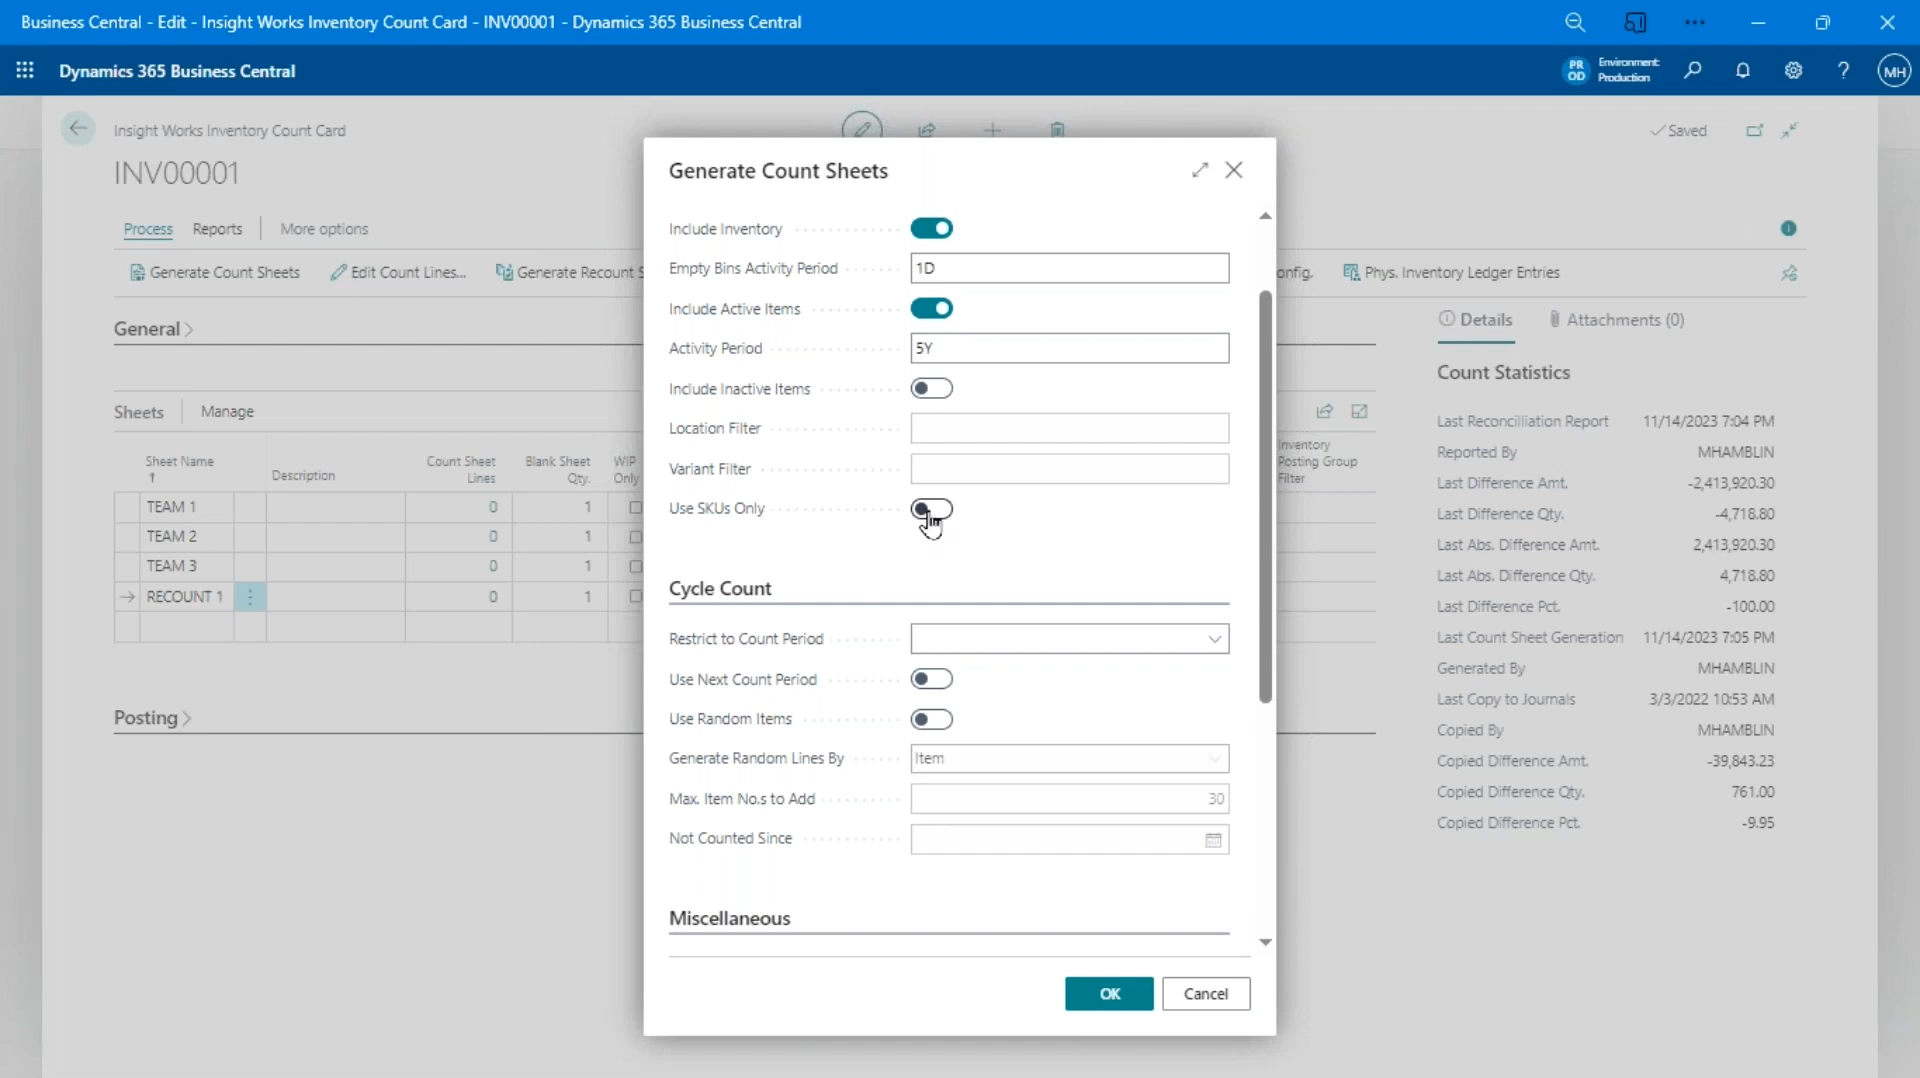 Business Central - Edit - Insight Works Inventory Count Card - INV00001 - Dynamics 365 Business Central
Dynamics 365 Business Central
PR
OD
Environment:
Production
?
MH
Insight Works Inventory Count Card
Saved
INV00001
Process
Reports
More options
Generate Count Sheets
Edit Count Lines...
Generate Recount S
onfig.
Phys. Inventory Ledger Entries
General
Sheets
Manage
Sheet Name
Description
Count Sheet
Lines
Blank Sheet
Qty.
WIP
Only
Inventory
Posting Group
Filter
TEAM 1 0 1
TEAM 2 0 1
TEAM 3 0 1
RECOUNT 1 0 1
Posting
Generate Count Sheets
Include Inventory
Empty Bins Activity Period 1D
Include Active Items
Activity Period 5Y
Include Inactive Items
Location Filter
Variant Filter
Use SKUs Only
Cycle Count
Restrict to Count Period
Use Next Count Period
Use Random Items
Generate Random Lines By Item
Max. Item No.s to Add 30
Not Counted Since
Miscellaneous
OK
Cancel
Details
Attachments (0)
Count Statistics
Last Reconciliation Report 11/14/2023 7:04 PM
Reported By MHAMBLIN
Last Difference Amt. -2,413,920.30
Last Difference Qty. -4,718.80
Last Abs. Difference Amt. 2,413,920.30
Last Abs. Difference Qty. 4,718.80
Last Difference Pct. -100.00
Last Count Sheet Generation 11/14/2023 7:05 PM
Generated By MHAMBLIN
Last Copy to Journals 3/3/2022 10:53 AM
Copied By MHAMBLIN
Copied Difference Amt. -39,843.23
Copied Difference Qty. 761.00
Copied Difference Pct. -9.95